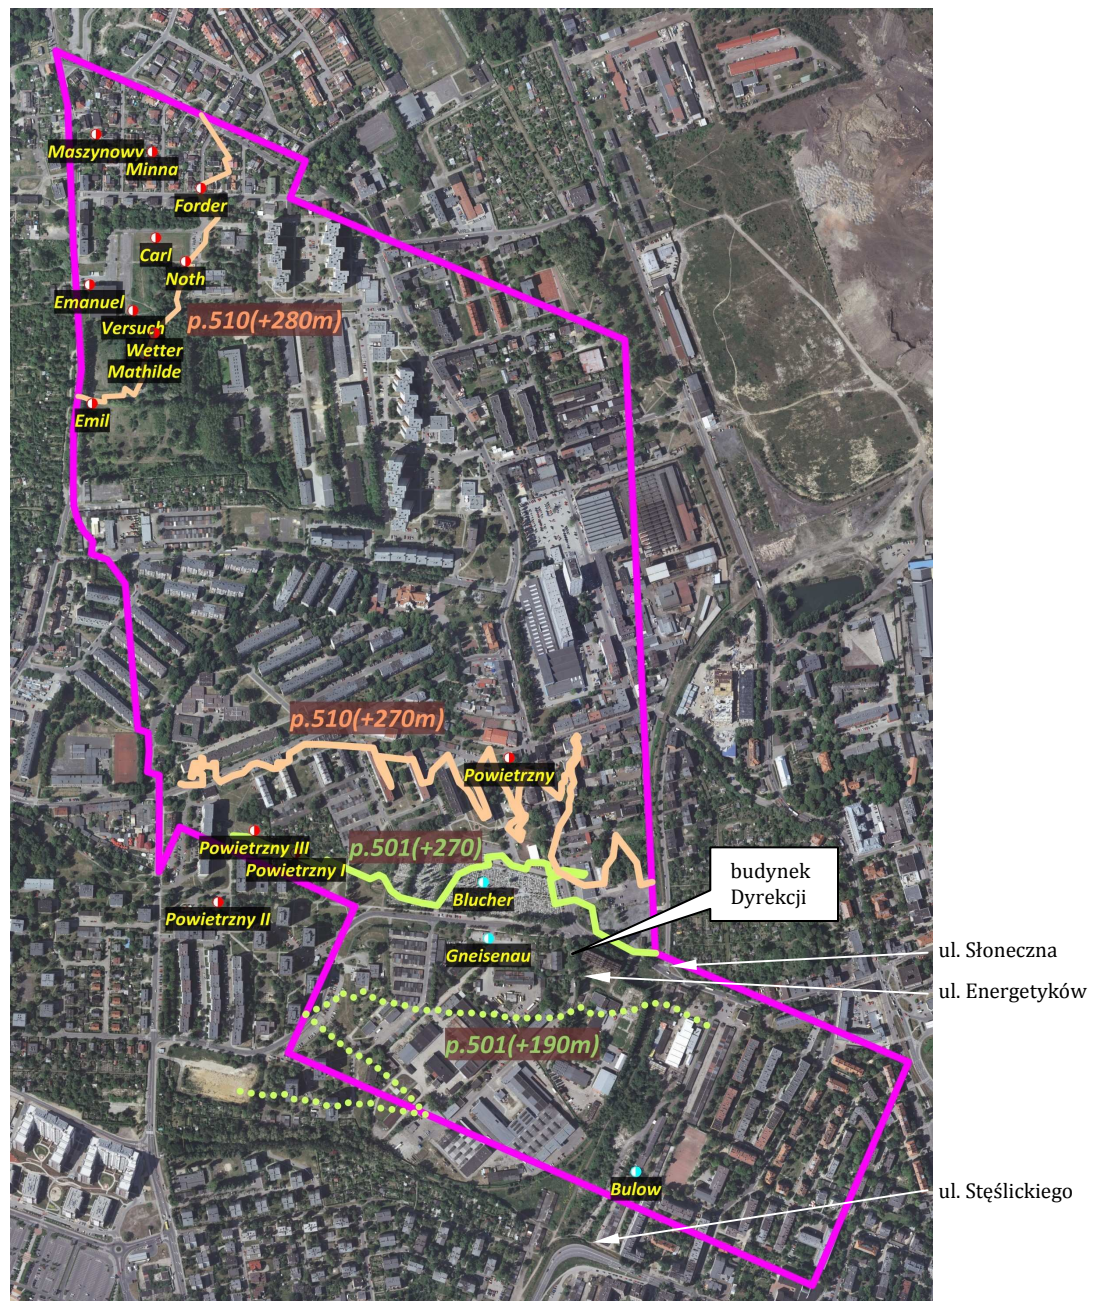 Maszynowy
Minna
Forder
Carl
Noth
Emanuel
Versuch
p.510(+280m)
Wetter
Mathilde
Emil
p.510(+270m)
Powietrzny
Powietrzny III
p.501(+270)
Powietrzny I
Blucher
Powietrzny II
budynek
Dyrekcji
Gneisenau
ul. Słoneczna
ul. Energetyków
p.501(+190m)
Bulow
ul. Stęślickiego